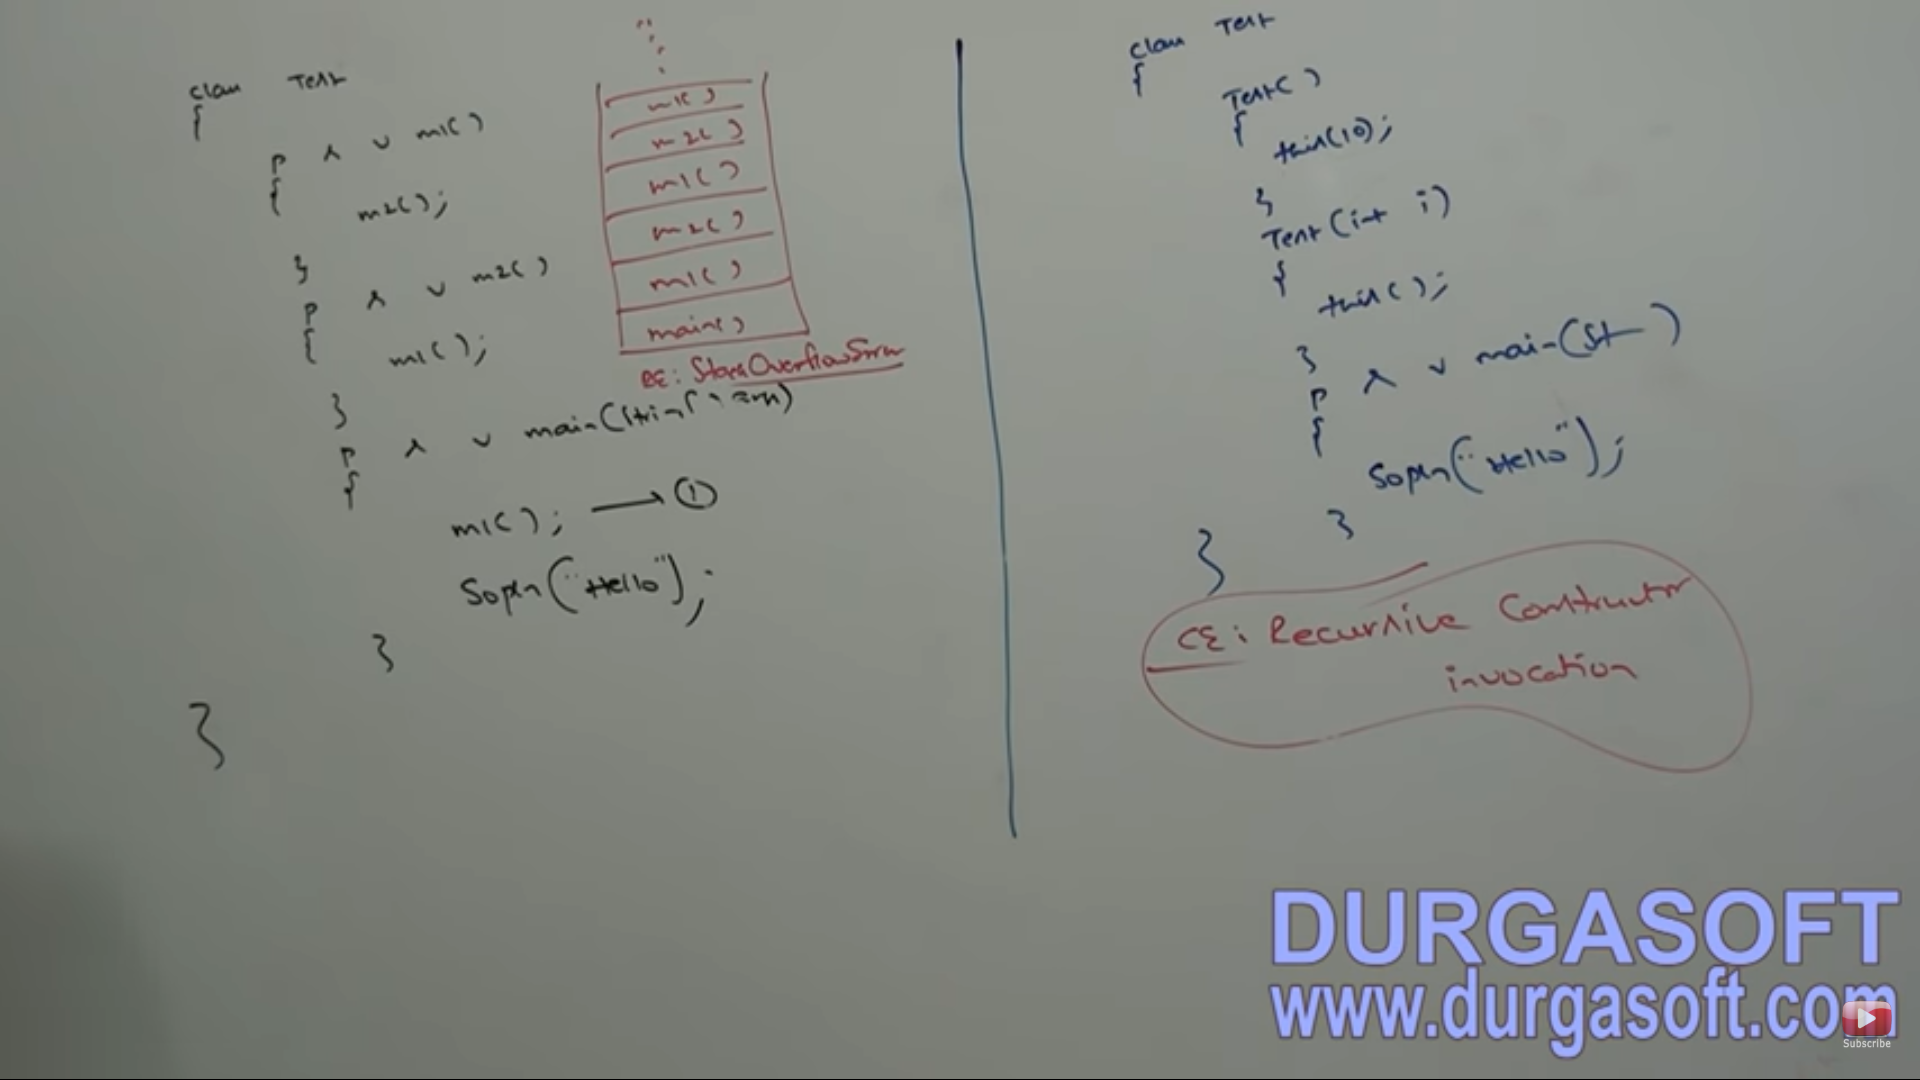 class Test
{
p s v m1()
{
m2();
}
p s v m2()
{
m1();
}
p s v main(String[] args)
{
m1(); → ①
Sopln("Hello");
}
}
m1()
m2()
m1()
m2()
m1()
main()
RE: StackOverflowError
class Test
{
Test()
{
this(10);
}
Test(int i)
{
this();
}
p s v main(St )
{
Sopln("Hello");
}
}
CE: Recursive Constructor
invocation
DURGASOFT
www.durgasoft.com
Subscribe